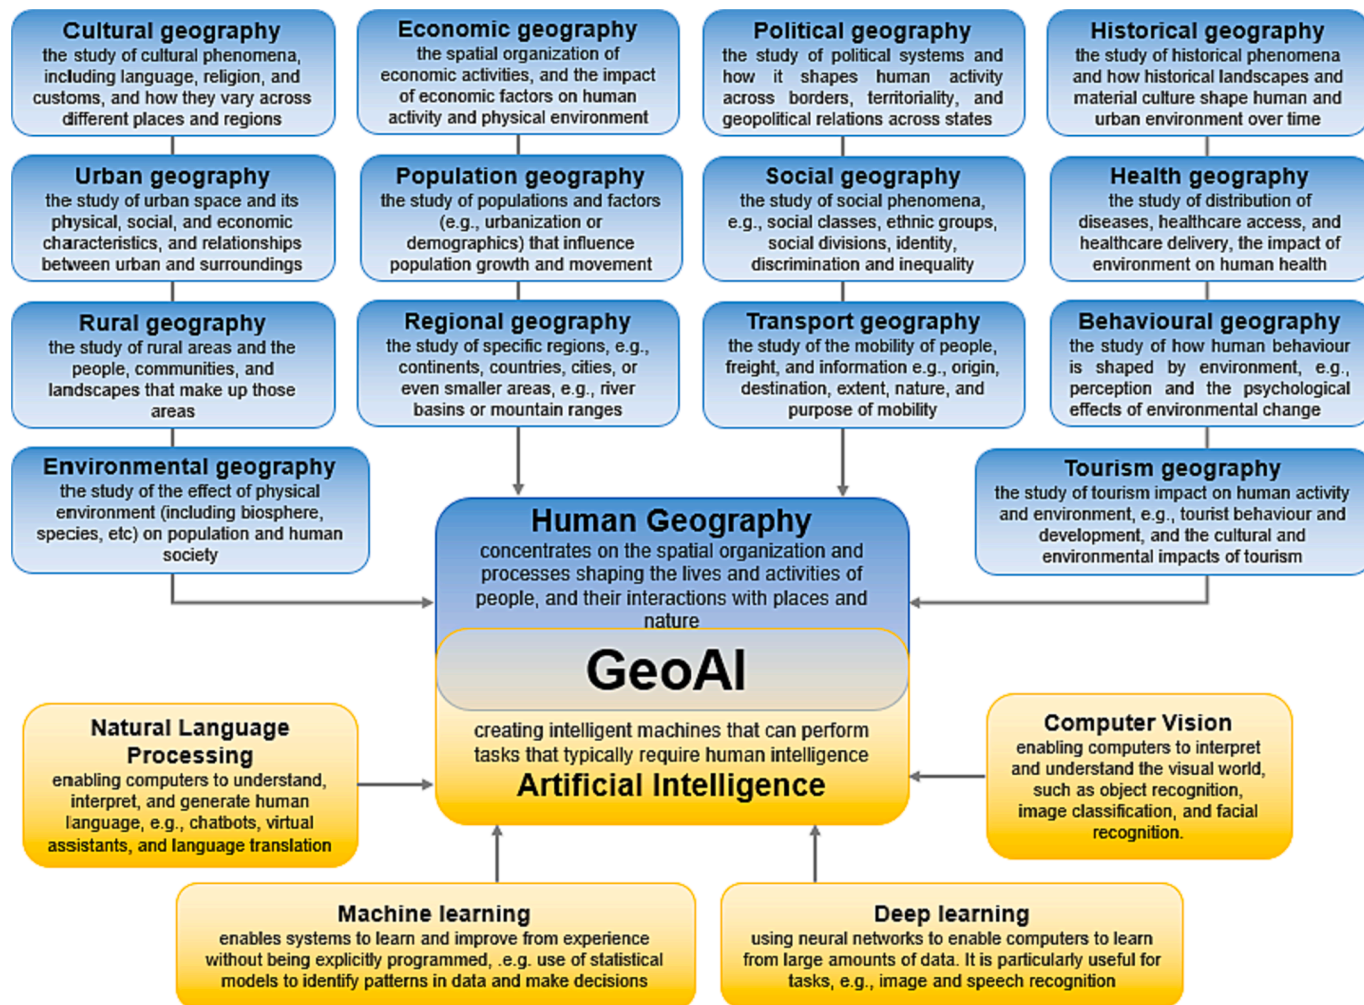 Cultural geography
the study of cultural phenomena,
including language, religion, and
customs, and how they vary across
different places and regions
Economic geography
the spatial organization of
economic activities, and the impact
of economic factors on human
activity and physical environment
Political geography
the study of political systems and
how it shapes human activity
across borders, territoriality, and
geopolitical relations across states
Historical geography
the study of historical phenomena
and how historical landscapes and
material culture shape human and
urban environment over time
Urban geography
the study of urban space and its
physical, social, and economic
characteristics, and relationships
between urban and surroundings
Population geography
the study of populations and factors
(e.g., urbanization or
demographics) that influence
population growth and movement
Social geography
the study of social phenomena,
e.g., social classes, ethnic groups,
social divisions, identity,
discrimination and inequality
Health geography
the study of distribution of
diseases, healthcare access, and
healthcare delivery, the impact of
environment on human health
Rural geography
the study of rural areas and the
people, communities, and
landscapes that make up those
areas
Regional geography
the study of specific regions, e.g.,
continents, countries, cities, or
even smaller areas, e.g., river
basins or mountain ranges
Transport geography
the study of the mobility of people,
freight, and information e.g., origin,
destination, extent, nature, and
purpose of mobility
Behavioural geography
the study of how human behaviour
is shaped by environment, e.g.,
perception and the psychological
effects of environmental change
Environmental geography
the study of the effect of physical
environment (including biosphere,
species, etc) on population and human
society
Tourism geography
the study of tourism impact on human activity
and environment, e.g., tourist behaviour and
development, and the cultural and
environmental impacts of tourism
Human Geography
concentrates on the spatial organization and
processes shaping the lives and activities of
people, and their interactions with places and
nature
GeoAI
creating intelligent machines that can perform
tasks that typically require human intelligence
Artificial Intelligence
Natural Language
Processing
enabling computers to understand,
interpret, and generate human
language, e.g., chatbots, virtual
assistants, and language translation
Computer Vision
enabling computers to interpret
and understand the visual world,
such as object recognition,
image classification, and facial
recognition.
Machine learning
enables systems to learn and improve from experience
without being explicitly programmed, .e.g. use of statistical
models to identify patterns in data and make decisions
Deep learning
using neural networks to enable computers to learn
from large amounts of data. It is particularly useful for
tasks, e.g., image and speech recognition